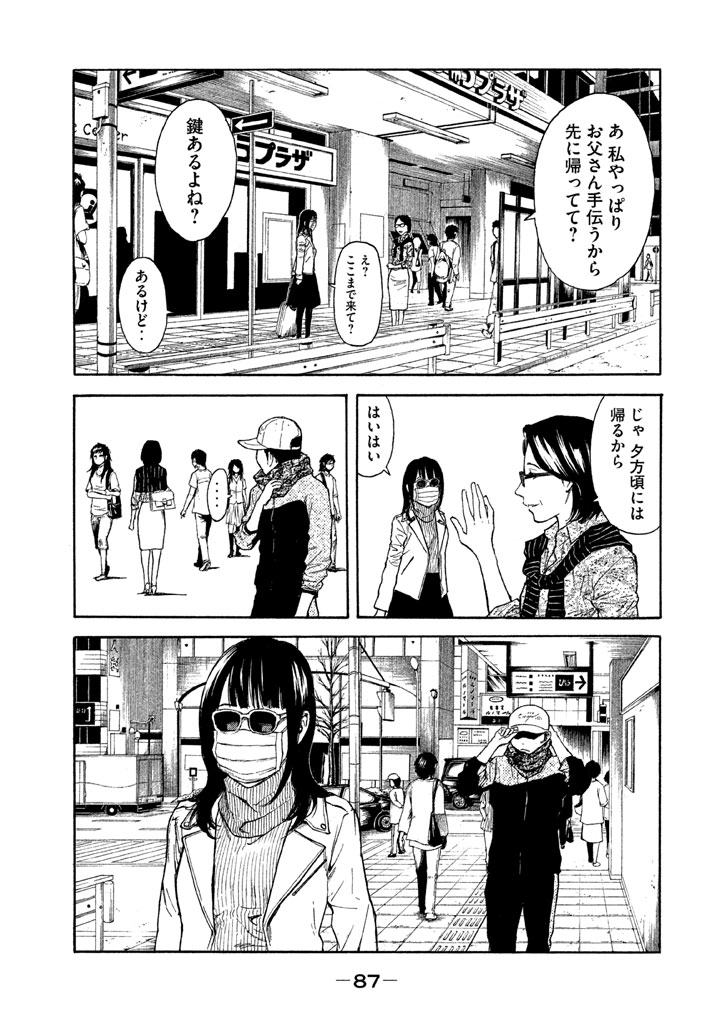 プラザ
コプラザ
Center
あ 私やっぱり
お父さん手伝うから
先に帰ってて？
え？
ここまで来て？
鍵あるよね？
あるけど‥
じゃ 夕方頃には
帰るから
はいはい
・・・
－87－